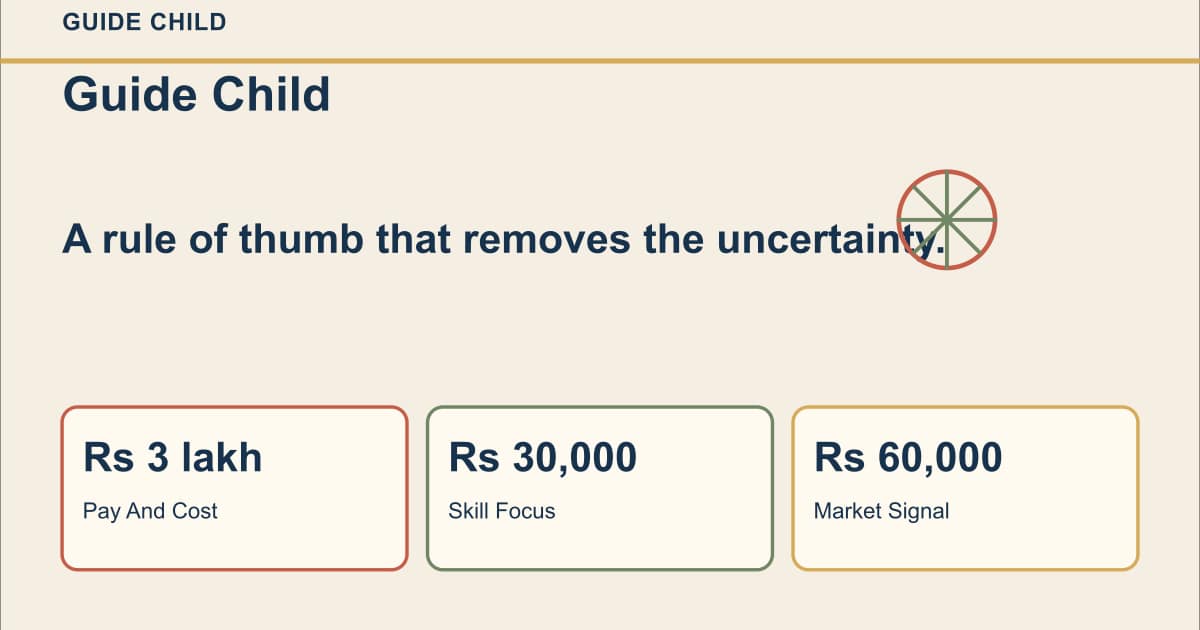 GUIDE CHILD
Guide Child
A rule of thumb that removes the uncertainty.
Rs 3 lakh
Pay And Cost
Rs 30,000
Skill Focus
Rs 60,000
Market Signal